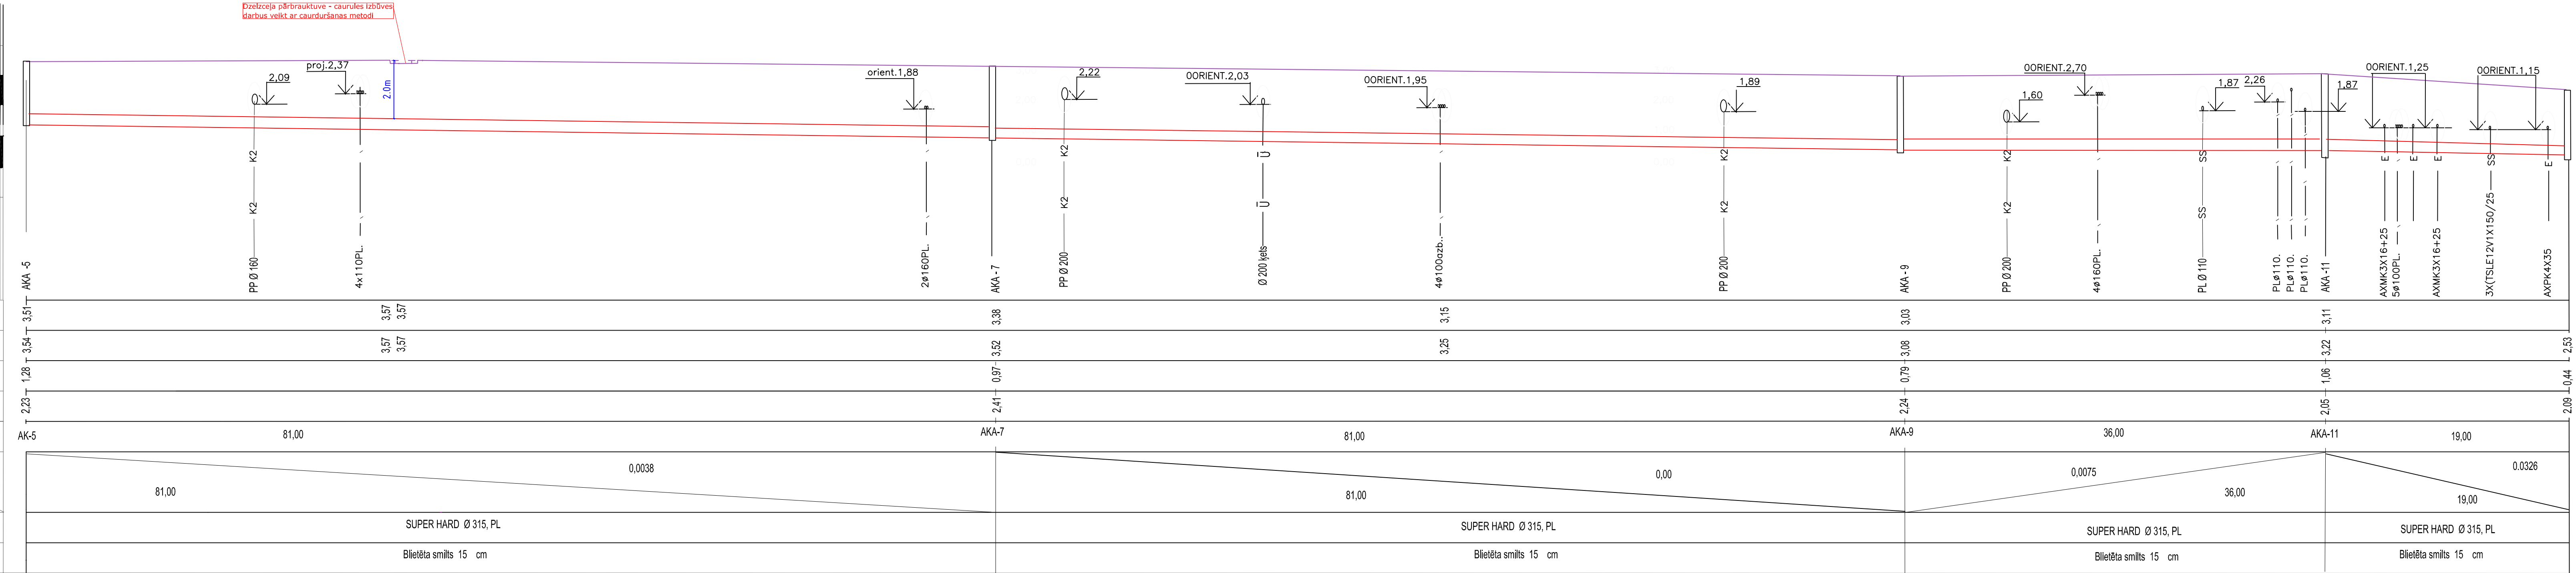 Dzelzceļa pārbrauktuve - caurules izbūves
darbus veikt ar caurduršanas metodi
2,09
proj.2,37
2.0m
orient.1,88
2,22
OORIENT.2,03
OORIENT.1,95
1,89
1,60
OORIENT.2,70
1,87
2,26
1,87
OORIENT.1,25
OORIENT.1,15
K2
K2
K2
K2
Ū
Ū
K2
K2
K2
K2
SS
SS
E
E
E
SS
E
AKA -5
PP Ø 160
4x110PL.
2ø160PL.
AKA - 7
PP Ø 200
Ø 200 ķets
4ø100azb..
PP Ø 200
AKA - 9
PP Ø 200
4ø160PL.
PL Ø 110
PLø110.
PLø110.
PLø110.
AKA -11
AXMK3X16+25
5ø100PL.
AXMK3X16+25
3X(TSLE12V1X150/25
AXPK4X35
3,51 3,57 3,57 3,38 3,15 3,03 3,11
3,54 3,57 3,57 3,52 3,25 3,08 3,22 2,53
1,28 0,97 0,79 1,06 0,44
2,23 2,41 2,24 2,05 2,09
AK-5 81,00 AKA-7 81,00 AKA-9 36,00 AKA-11 19,00
0,0038 0,00 0,0075 0.0326
81,00 81,00 36,00 19,00
SUPER HARD Ø 315, PL SUPER HARD Ø 315, PL SUPER HARD Ø 315, PL SUPER HARD Ø 315, PL
Blietēta smilts 15 cm Blietēta smilts 15 cm Blietēta smilts 15 cm Blietēta smilts 15 cm